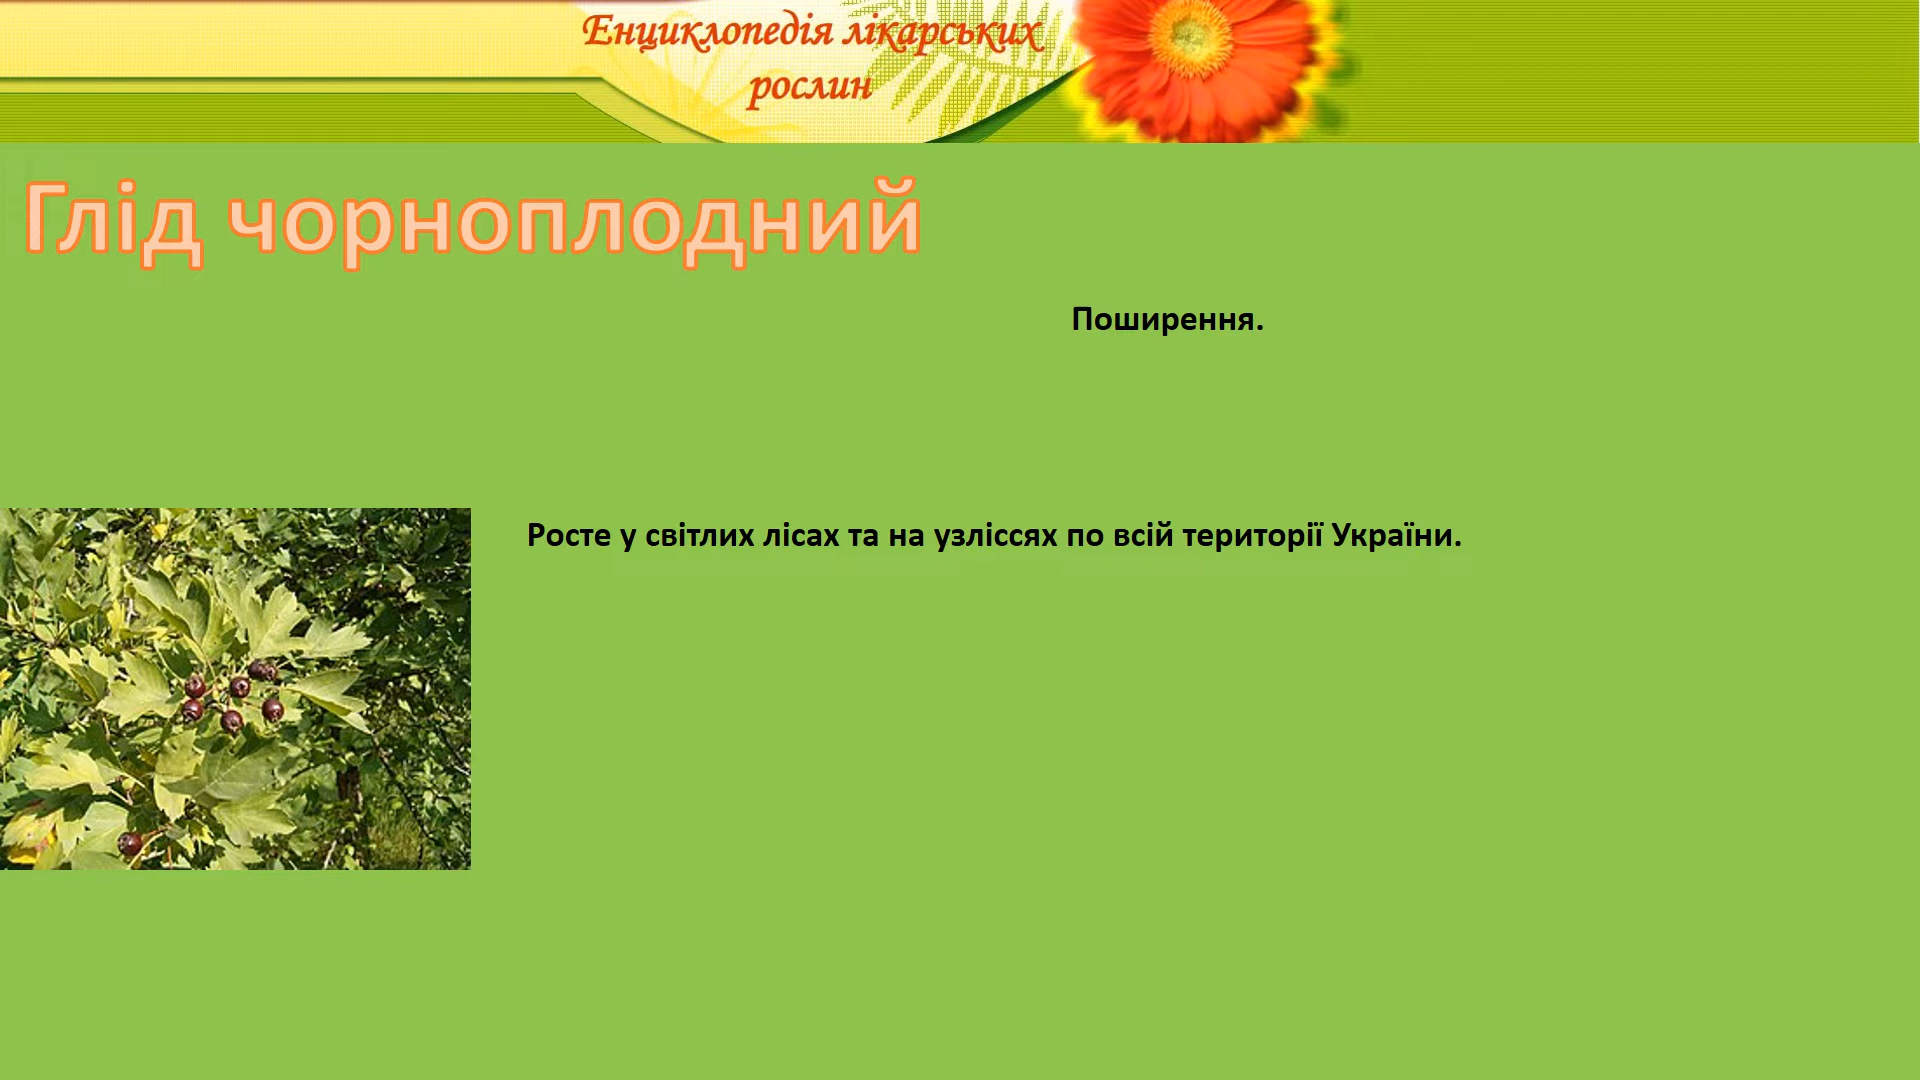 Енциклопедія лікарських
рослин
Глід чорноплодний
Поширення.
Росте у світлих лісах та на узліссях по всій території України.